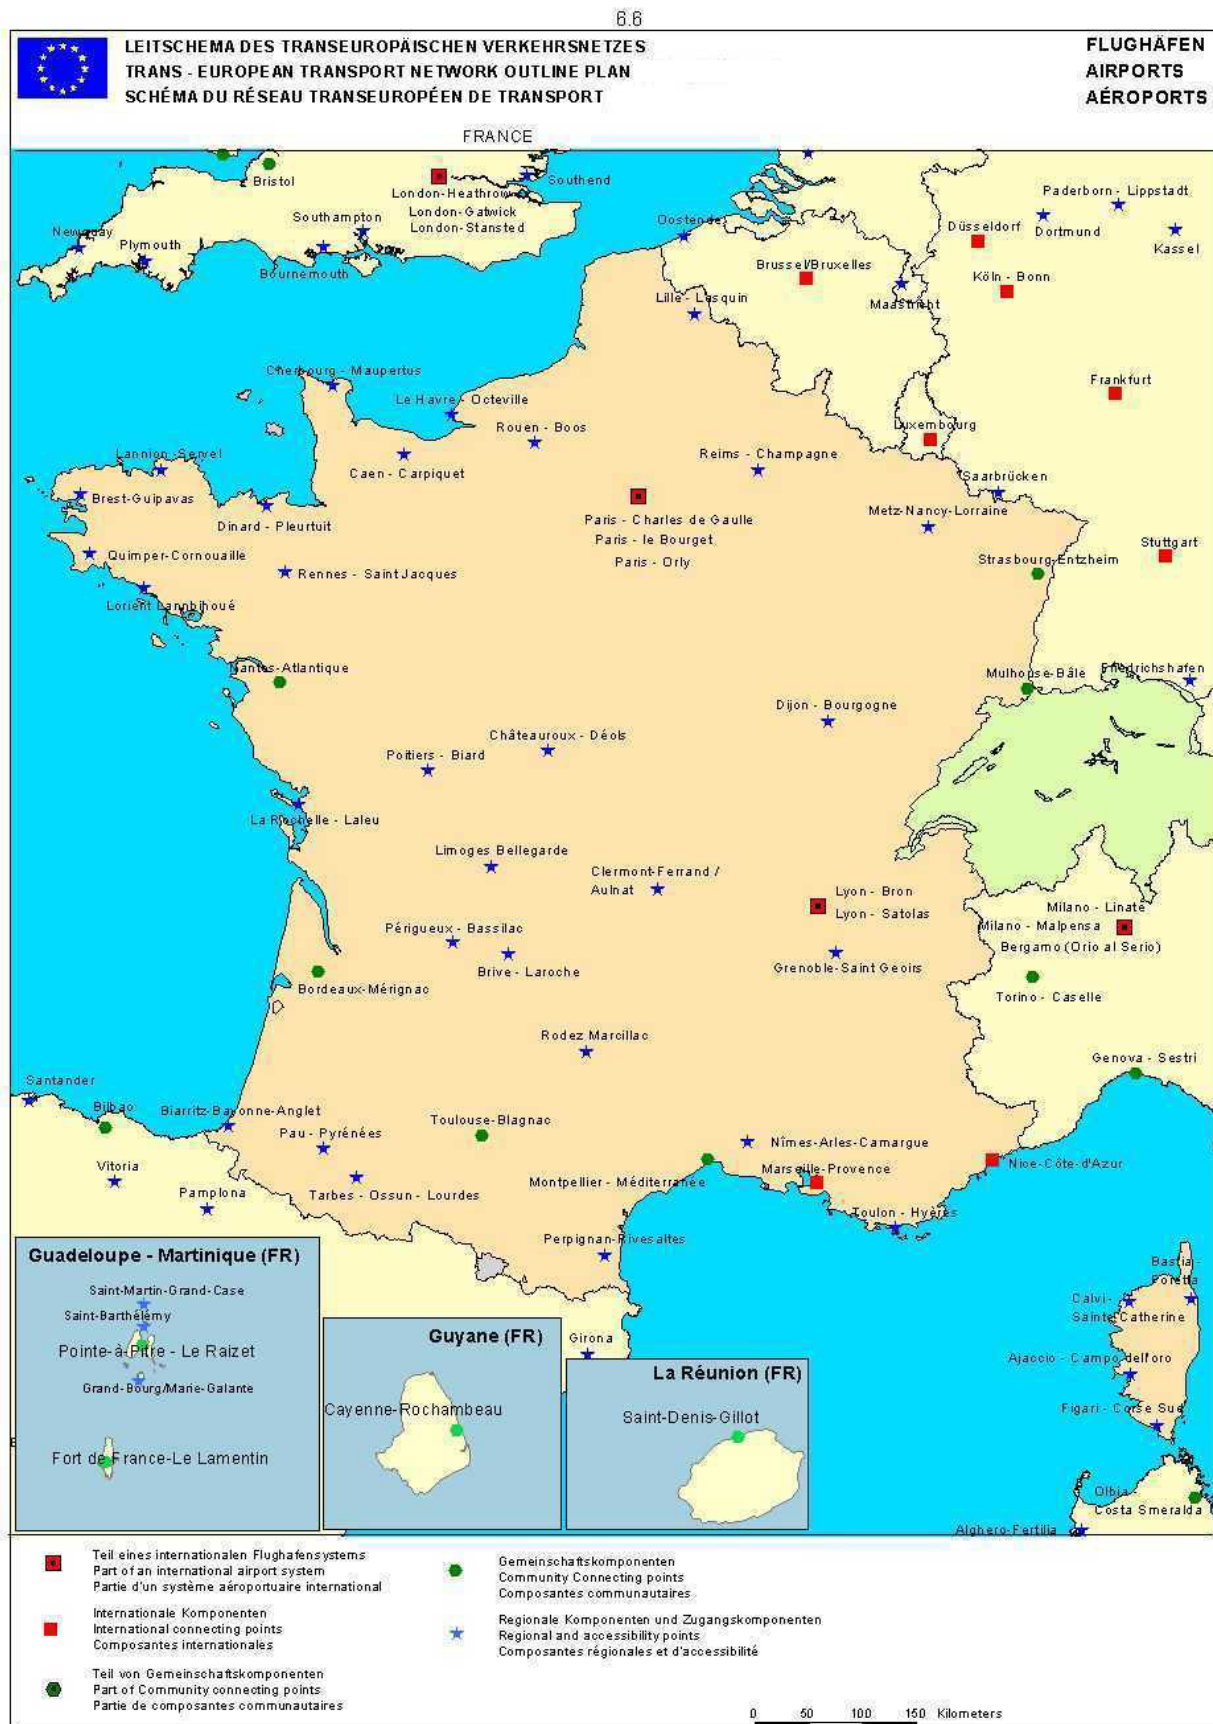 6.6
LEITSCHEMA DES TRANSEUROPÄISCHEN VERKEHRSNETZES
TRANS - EUROPEAN TRANSPORT NETWORK OUTLINE PLAN
SCHÉMA DU RÉSEAU TRANSEUROPÉEN DE TRANSPORT
FLUGHÄFEN
AIRPORTS
AÉROPORTS
FRANCE
Bristol
London-Heathrow
London-Gatwick
London-Stansted
Southend
Southampton
Newquay
Plymouth
Bournemouth
Oostende
Brussel/Bruxelles
Maastricht
Düsseldorf
Paderborn - Lippstadt
Dortmund
Kassel
Köln - Bonn
Lille - Lesquin
Frankfurt
Cherbourg - Maupertus
Le Havre - Octeville
Rouen - Boos
Luxembourg
Lannion -Servel
Caen - Carpiquet
Reims - Champagne
Saarbrücken
Brest-Guipavas
Dinard - Pleurtuit
Paris - Charles de Gaulle
Paris - le Bourget
Paris - Orly
Metz-Nancy-Lorraine
Stuttgart
Quimper-Cornouaille
Rennes - Saint Jacques
Strasbourg-Entzheim
Lorient Lannbihoué
Nantes-Atlantique
Mulhouse-Bâle
Friedrichshafen
Dijon - Bourgogne
Châteauroux - Déols
Poitiers - Biard
La Rochelle - Laleu
Limoges Bellegarde
Clermont-Ferrand /
Aulnat
Lyon - Bron
Lyon - Satolas
Milano - Linate
Milano - Malpensa
Bergamo (Orio al Serio)
Périgueux - Bassilac
Brive - Laroche
Grenoble-Saint Geoirs
Bordeaux-Mérignac
Torino - Caselle
Rodez Marcillac
Genova - Sestri
Santander
Bilbao
Biarritz-Bayonne-Anglet
Toulouse-Blagnac
Pau - Pyrénées
Nîmes-Arles-Camargue
Vitoria
Tarbes - Ossun - Lourdes
Montpellier - Méditerranée
Marseille-Provence
Nice-Côte-d'Azur
Pamplona
Toulon - Hyères
Perpignan-Rivesaltes
Guadeloupe - Martinique (FR)
Saint-Martin-Grand-Case
Saint-Barthélémy
Pointe-à-Pitre - Le Raizet
Grand-Bourg/Marie-Galante
Fort de France-Le Lamentin
Guyane (FR)
Cayenne-Rochambeau
Girona
La Réunion (FR)
Saint-Denis-Gillot
Bastia -
Poretta
Calvi -
Sainte Catherine
Ajaccio - Campo dell'oro
Figari - Corse Sud
Olbia -
Costa Smeralda
Alghero-Fertilia
Teil eines internationalen Flughafensystems
Part of an international airport system
Partie d'un système aéroportuaire international
Internationale Komponenten
International connecting points
Composantes internationales
Teil von Gemeinschaftskomponenten
Part of Community connecting points
Partie de composantes communautaires
Gemeinschaftskomponenten
Community Connecting points
Composantes communautaires
Regionale Komponenten und Zugangskomponenten
Regional and accessibility points
Composantes régionales et d'accessibilité
0 50 100 150 Kilometers